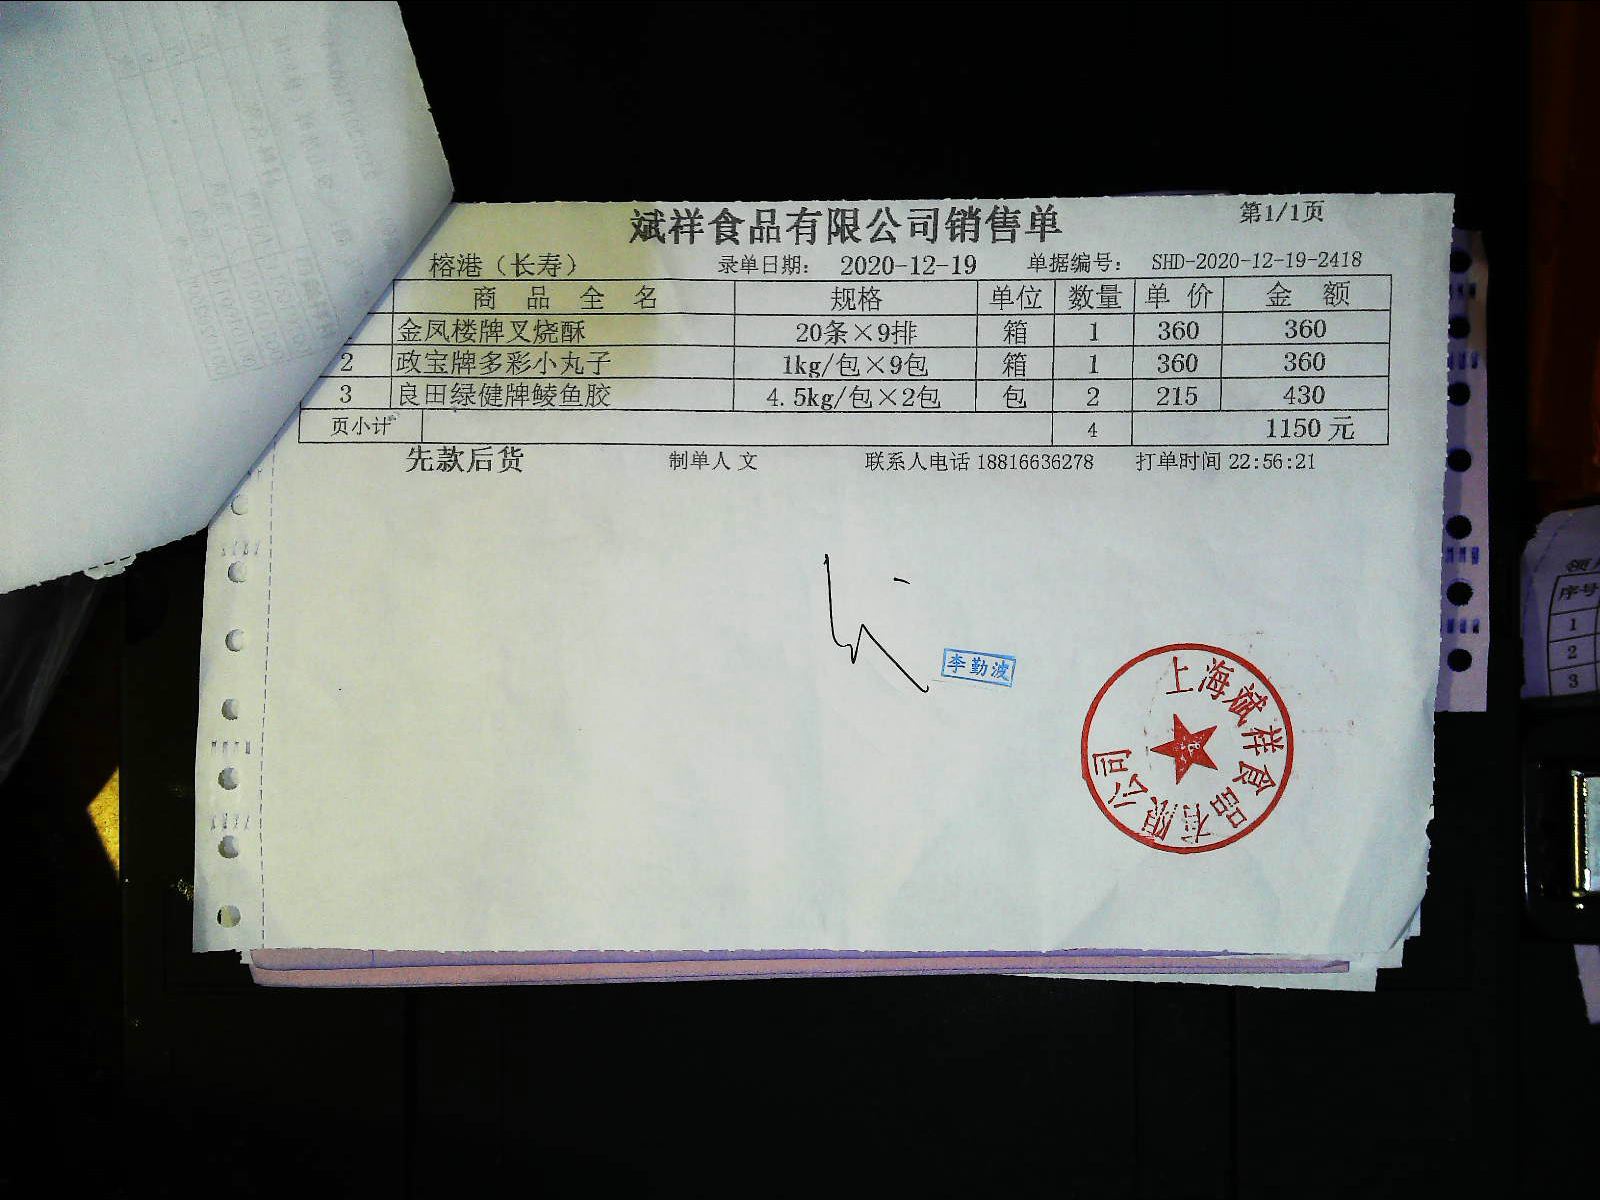 斌祥食品有限公司销售单 第1/1页
榕港（长寿） 录单日期： 2020-12-19 单据编号： SHD-2020-12-19-2418
商 品 全 名 规格 单位 数量 单 价 金 额
金凤楼牌叉烧酥 20条×9排 箱 1 360 360
2 政宝牌多彩小丸子 1kg/包×9包 箱 1 360 360
3 良田绿健牌鲮鱼胶 4.5kg/包×2包 包 2 215 430
页小计 4 1150 元
先款后货 制单人 文 联系人电话 18816636278 打单时间 22:56:21
李勤波
上海斌祥食品有限公司
序号
1
2
3